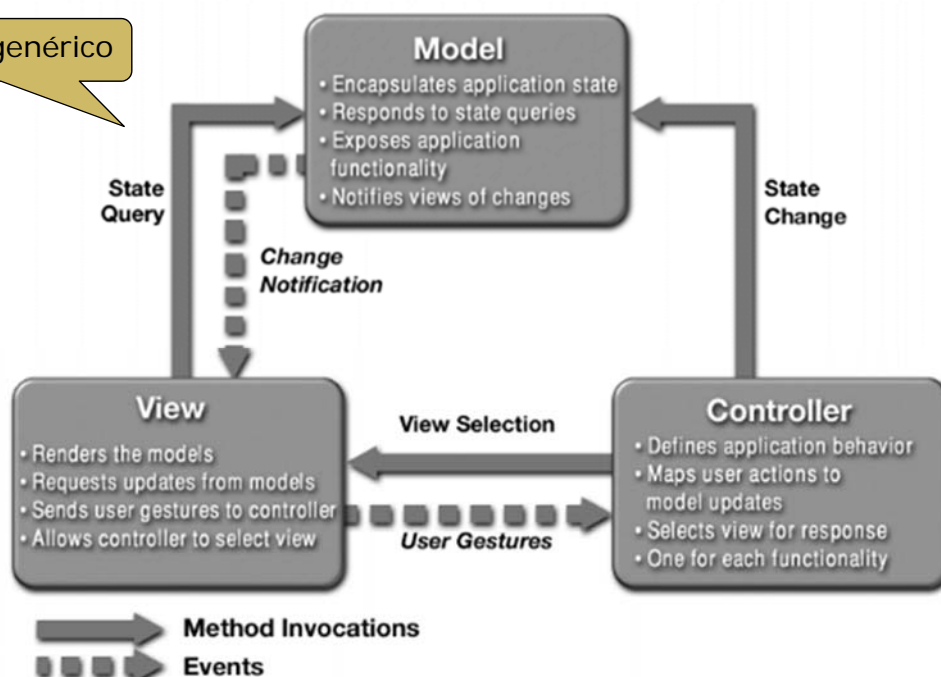 genérico
Model
• Encapsulates application state
• Responds to state queries
• Exposes application
functionality
• Notifies views of changes
State
Query
State
Change
Change
Notification
View
• Renders the models
• Requests updates from models
• Sends user gestures to controller
• Allows controller to select view
View Selection
User Gestures
Controller
• Defines application behavior
• Maps user actions to
model updates
• Selects view for response
• One for each functionality
Method Invocations
Events